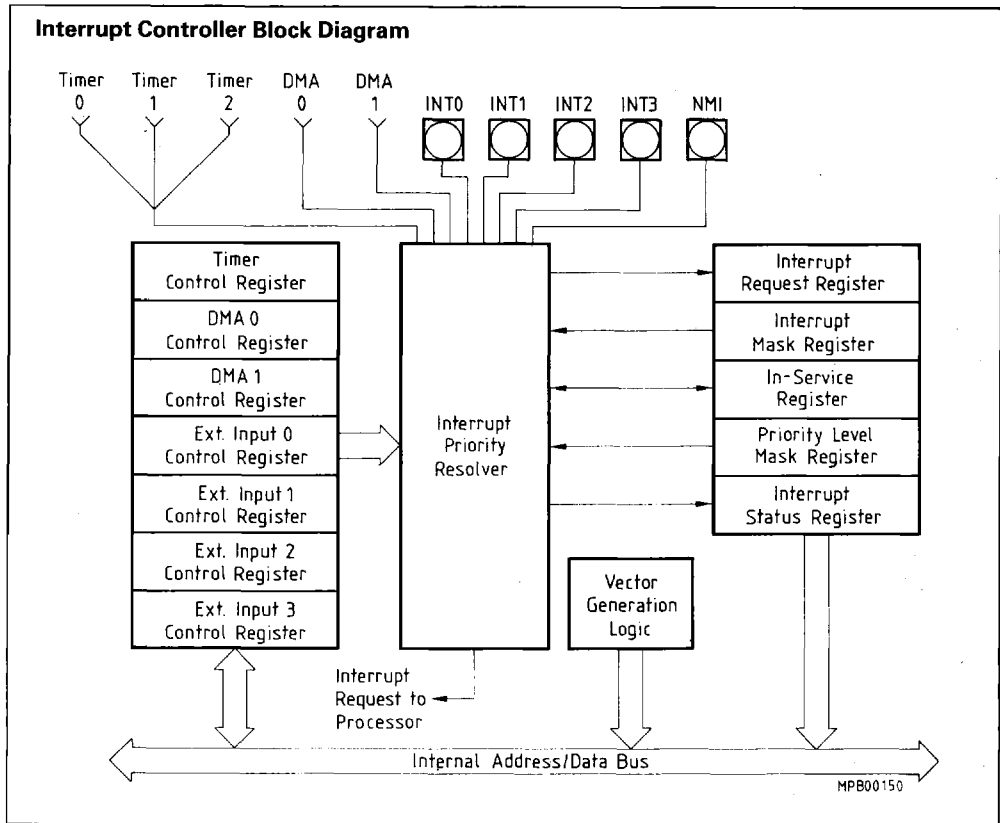 Interrupt Controller Block Diagram
Timer 0
Timer 1
Timer 2
DMA 0
DMA 1
INT0
INT1
INT2
INT3
NMI
Timer
Control Register
DMA 0
Control Register
DMA 1
Control Register
Ext. Input 0
Control Register
Ext. Input 1
Control Register
Ext. Input 2
Control Register
Ext. Input 3
Control Register
Interrupt
Priority
Resolver
Interrupt
Request Register
Interrupt
Mask Register
In-Service
Register
Priority Level
Mask Register
Interrupt
Status Register
Vector
Generation
Logic
Interrupt
Request to
Processor
Internal Address/Data Bus
MPB00150